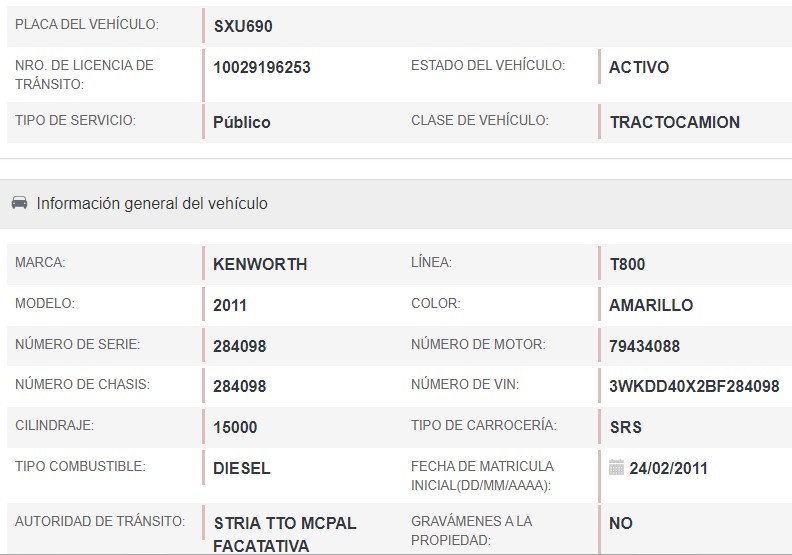 PLACA DEL VEHÍCULO: SXU690
NRO. DE LICENCIA DE TRÁNSITO: 10029196253 ESTADO DEL VEHÍCULO: ACTIVO
TIPO DE SERVICIO: Público CLASE DE VEHÍCULO: TRACTOCAMION
Información general del vehículo
MARCA: KENWORTH LÍNEA: T800
MODELO: 2011 COLOR: AMARILLO
NÚMERO DE SERIE: 284098 NÚMERO DE MOTOR: 79434088
NÚMERO DE CHASIS: 284098 NÚMERO DE VIN: 3WKDD40X2BF284098
CILINDRAJE: 15000 TIPO DE CARROCERÍA: SRS
TIPO COMBUSTIBLE: DIESEL FECHA DE MATRICULA INICIAL(DD/MM/AAAA): 24/02/2011
AUTORIDAD DE TRÁNSITO: STRIA TTO MCPAL FACATATIVA GRAVÁMENES A LA PROPIEDAD: NO